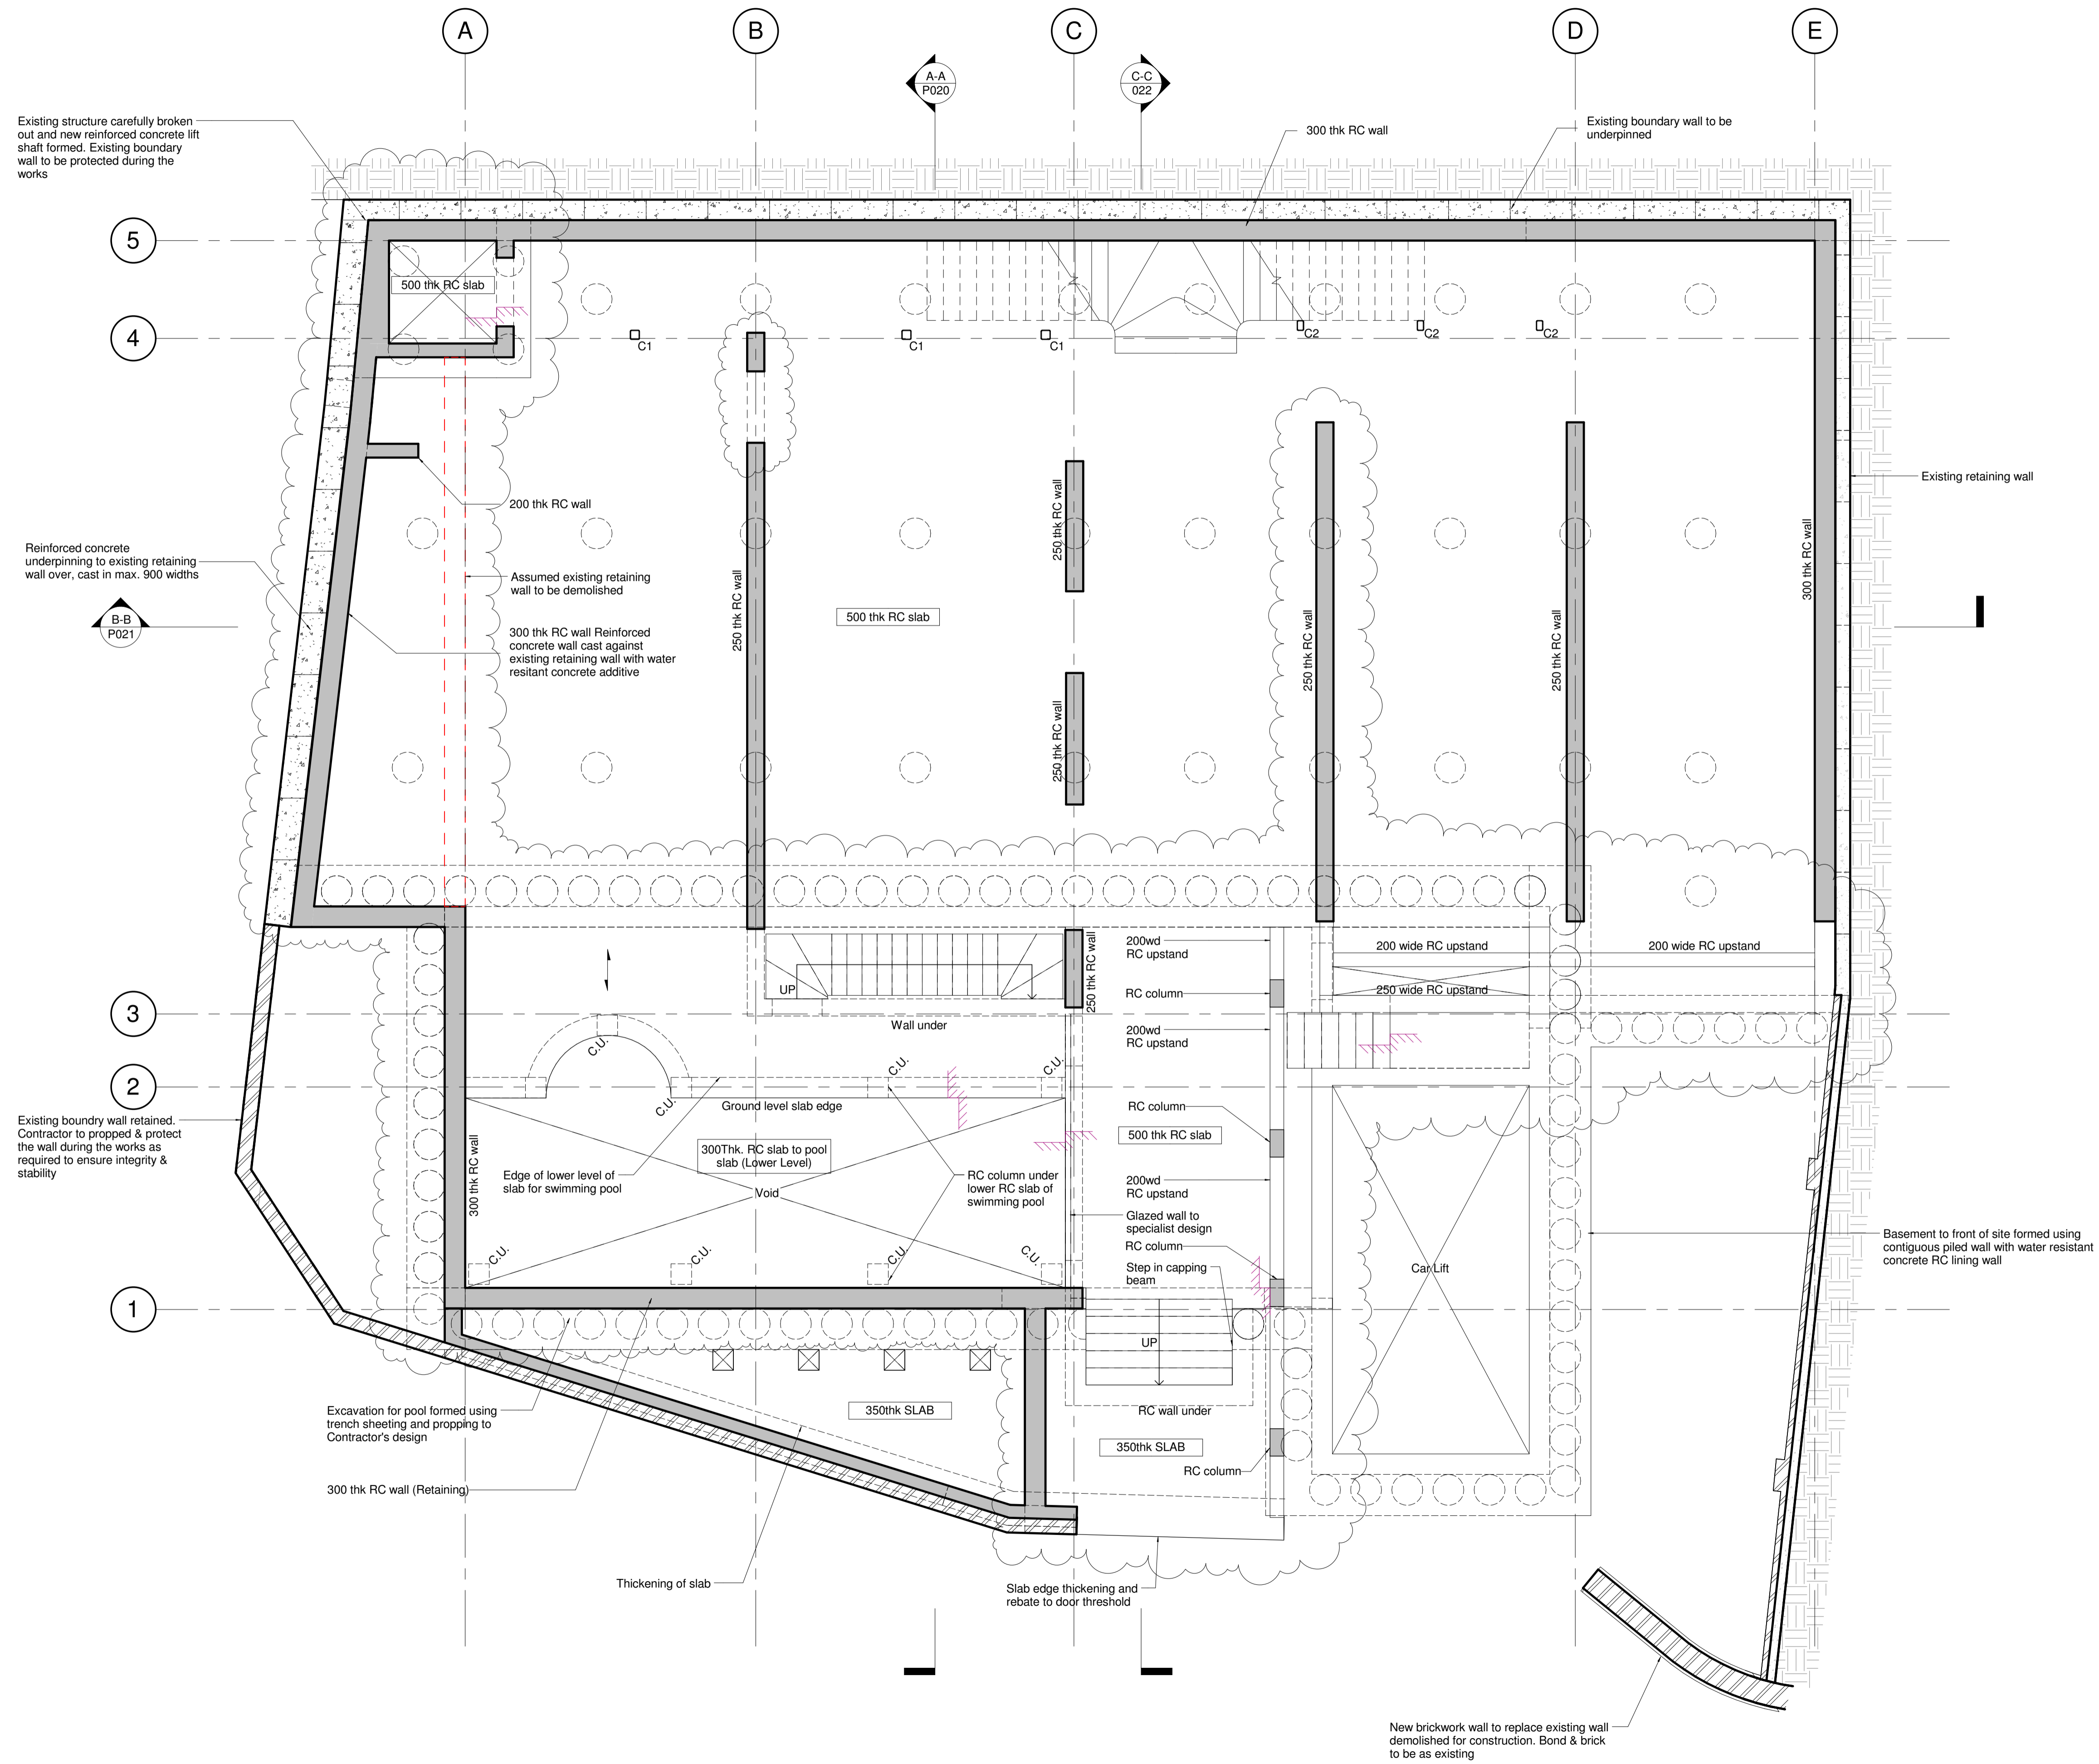 A
B
C
D
E
A-A
P020
C-C
022
Existing structure carefully broken
out and new reinforced concrete lift
shaft formed. Existing boundary
wall to be protected during the
works
300 thk RC wall
Existing boundary wall to be
underpinned
5
500 thk RC slab
4
C1
C1
C1
C2
C2
C2
200 thk RC wall
Existing retaining wall
250 thk RC wall
300 thk RC wall
Reinforced concrete
underpinning to existing retaining
wall over, cast in max. 900 widths
Assumed existing retaining
wall to be demolished
250 thk RC wall
500 thk RC slab
250 thk RC wall
250 thk RC wall
B-B
P021
300 thk RC wall Reinforced
concrete wall cast against
existing retaining wall with water
resitant concrete additive
250 thk RC wall
250 thk RC wall
200wd
RC upstand
200 wide RC upstand
200 wide RC upstand
UP
RC column
250 wide RC upstand
3
Wall under
200wd
RC upstand
C.U.
C.U.
C.U.
2
C.U.
Ground level slab edge
RC column
Existing boundry wall retained.
Contractor to propped & protect
the wall during the works as
required to ensure integrity &
stability
300 thk RC wall
300Thk. RC slab to pool
slab (Lower Level)
500 thk RC slab
Edge of lower level of
slab for swimming pool
Void
RC column under
lower RC slab of
swimming pool
200wd
RC upstand
Glazed wall to
specialist design
RC column
Basement to front of site formed using
contiguous piled wall with water resistant
concrete RC lining wall
C.U.
C.U.
C.U.
C.U.
Step in capping
beam
Car Lift
1
UP
Excavation for pool formed using
trench sheeting and propping to
Contractor's design
350thk SLAB
RC wall under
350thk SLAB
RC column
300 thk RC wall (Retaining)
Thickening of slab
Slab edge thickening and
rebate to door threshold
New brickwork wall to replace existing wall
demolished for construction. Bond & brick
to be as existing